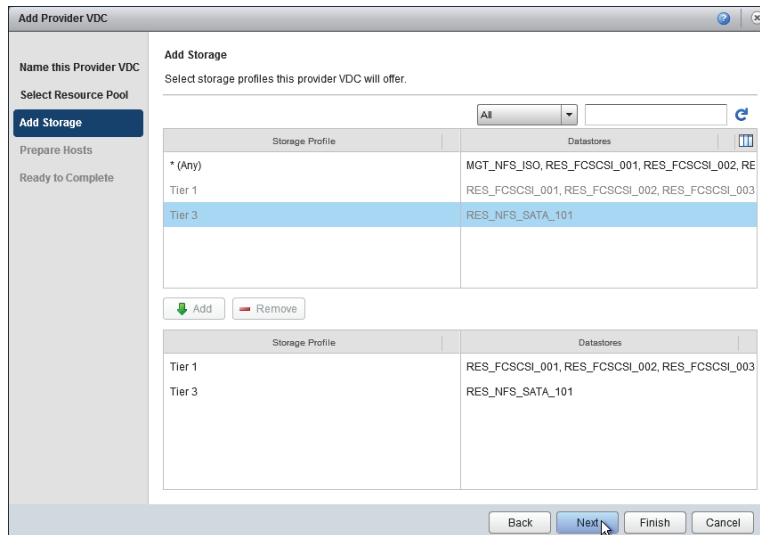 Add Provider VDC
Name this Provider VDC
Select Resource Pool
Add Storage
Prepare Hosts
Ready to Complete
Add Storage
Select storage profiles this provider VDC will offer.
All
Storage Profile Datastores
* (Any) MGT_NFS_ISO, RES_FCSCSI_001, RES_FCSCSI_002, RE
Tier 1 RES_FCSCSI_001, RES_FCSCSI_002, RES_FCSCSI_003
Tier 3 RES_NFS_SATA_101
Add Remove
Storage Profile Datastores
Tier 1 RES_FCSCSI_001, RES_FCSCSI_002, RES_FCSCSI_003
Tier 3 RES_NFS_SATA_101
Back Next Finish Cancel